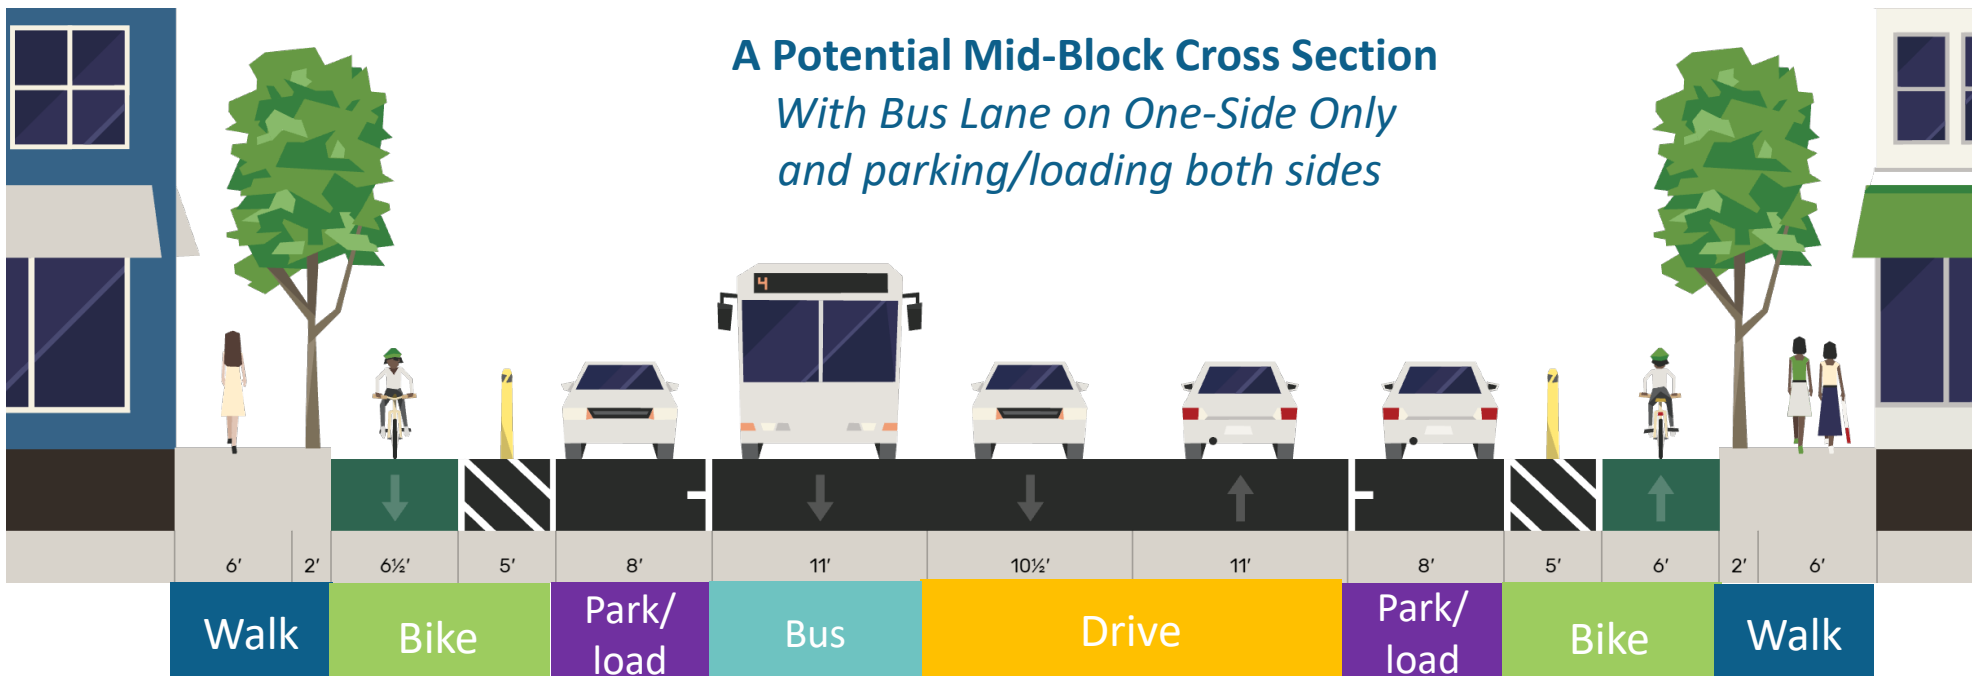 A Potential Mid-Block Cross Section
With Bus Lane on One-Side Only
and parking/loading both sides
4
6' 2' 6½' 5' 8' 11' 10½' 11' 8' 5' 6' 2' 6'
Walk
Bike
Park/
load
Bus
Drive
Park/
load
Bike
Walk